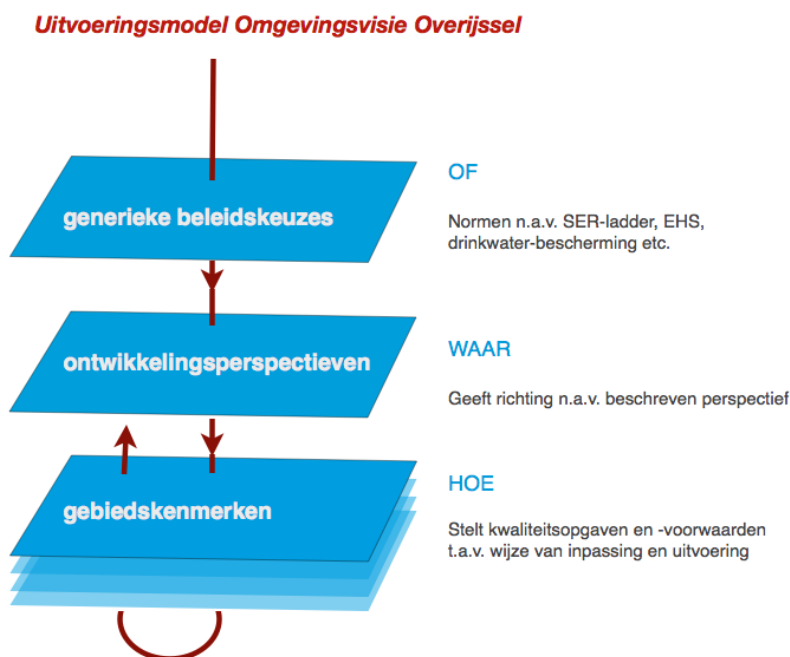 Uitvoeringsmodel Omgevingsvisie Overijssel
generieke beleidskeuzes
OF
Normen n.a.v. SER-ladder, EHS,
drinkwater-bescherming etc.
ontwikkelingsperspectieven
WAAR
Geeft richting n.a.v. beschreven perspectief
gebiedskenmerken
HOE
Stelt kwaliteitsopgaven en -voorwaarden
t.a.v. wijze van inpassing en uitvoering